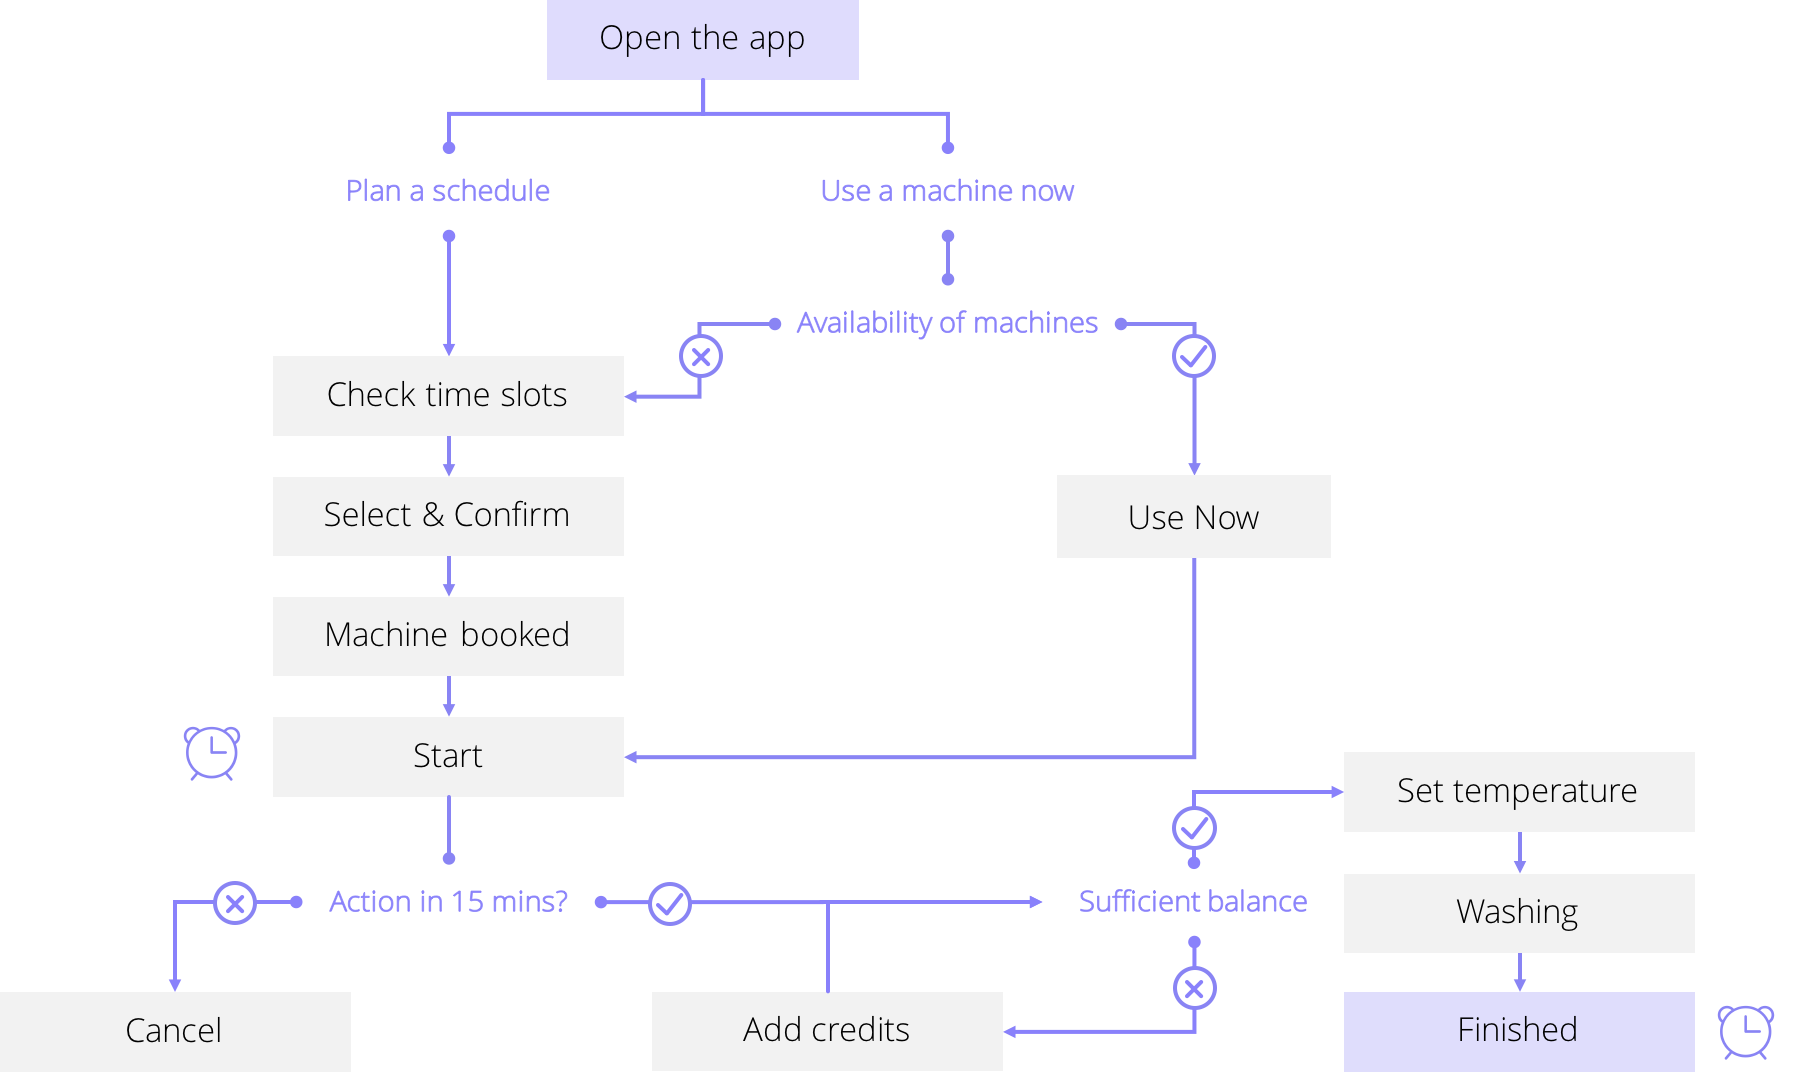 Open the app
Plan a schedule
Use a machine now
Availability of machines
Check time slots
Select & Confirm
Use Now
Machine booked
Start
Set temperature
Action in 15 mins?
Sufficient balance
Washing
Cancel
Add credits
Finished